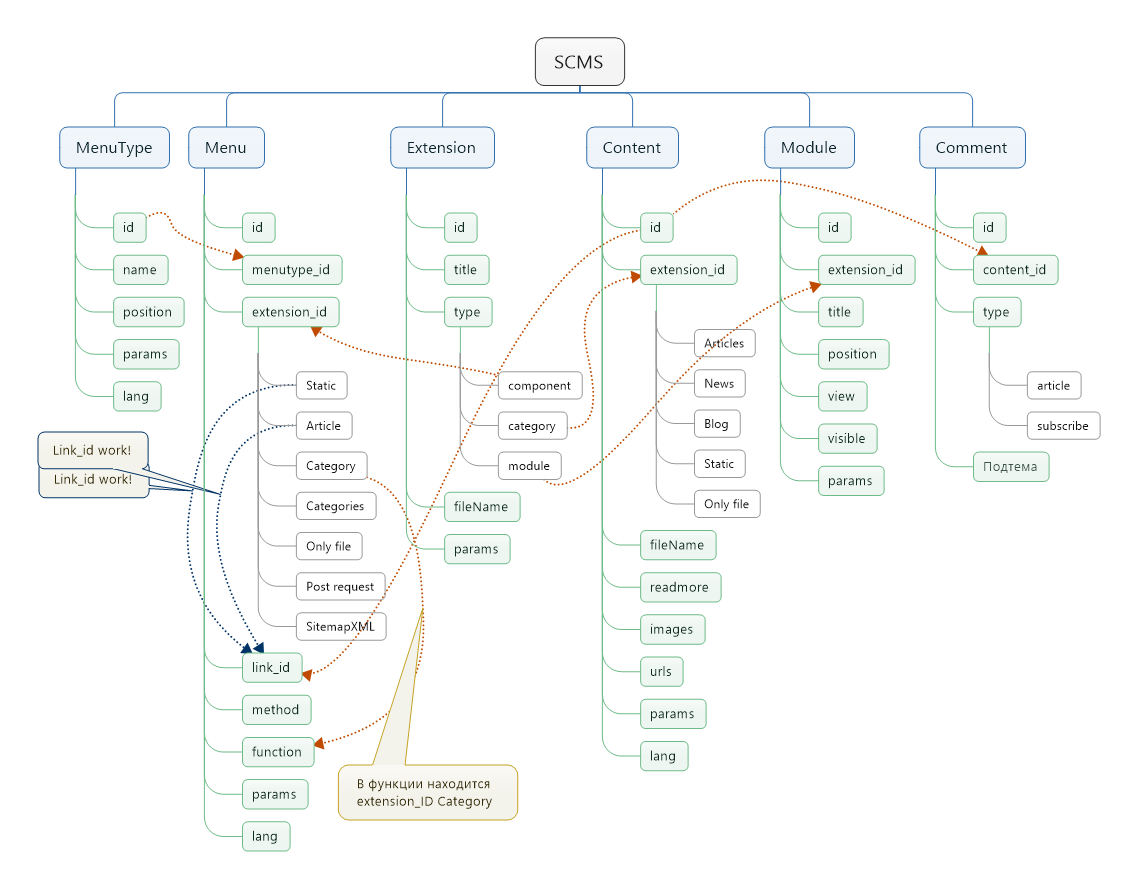 SCMS
MenuType
id
name
position
params
lang
Menu
id
menutype_id
extension_id
Static
Article
Category
Categories
Only file
Post request
SitemapXML
link_id
method
function
params
lang
Link_id work!
Link_id work!
В функции находится
extension_ID Category
Extension
id
title
type
component
category
module
fileName
params
Content
id
extension_id
Articles
News
Blog
Static
Only file
fileName
readmore
images
urls
params
lang
Module
id
extension_id
title
position
view
visible
params
Comment
id
content_id
type
article
subscribe
Подтема